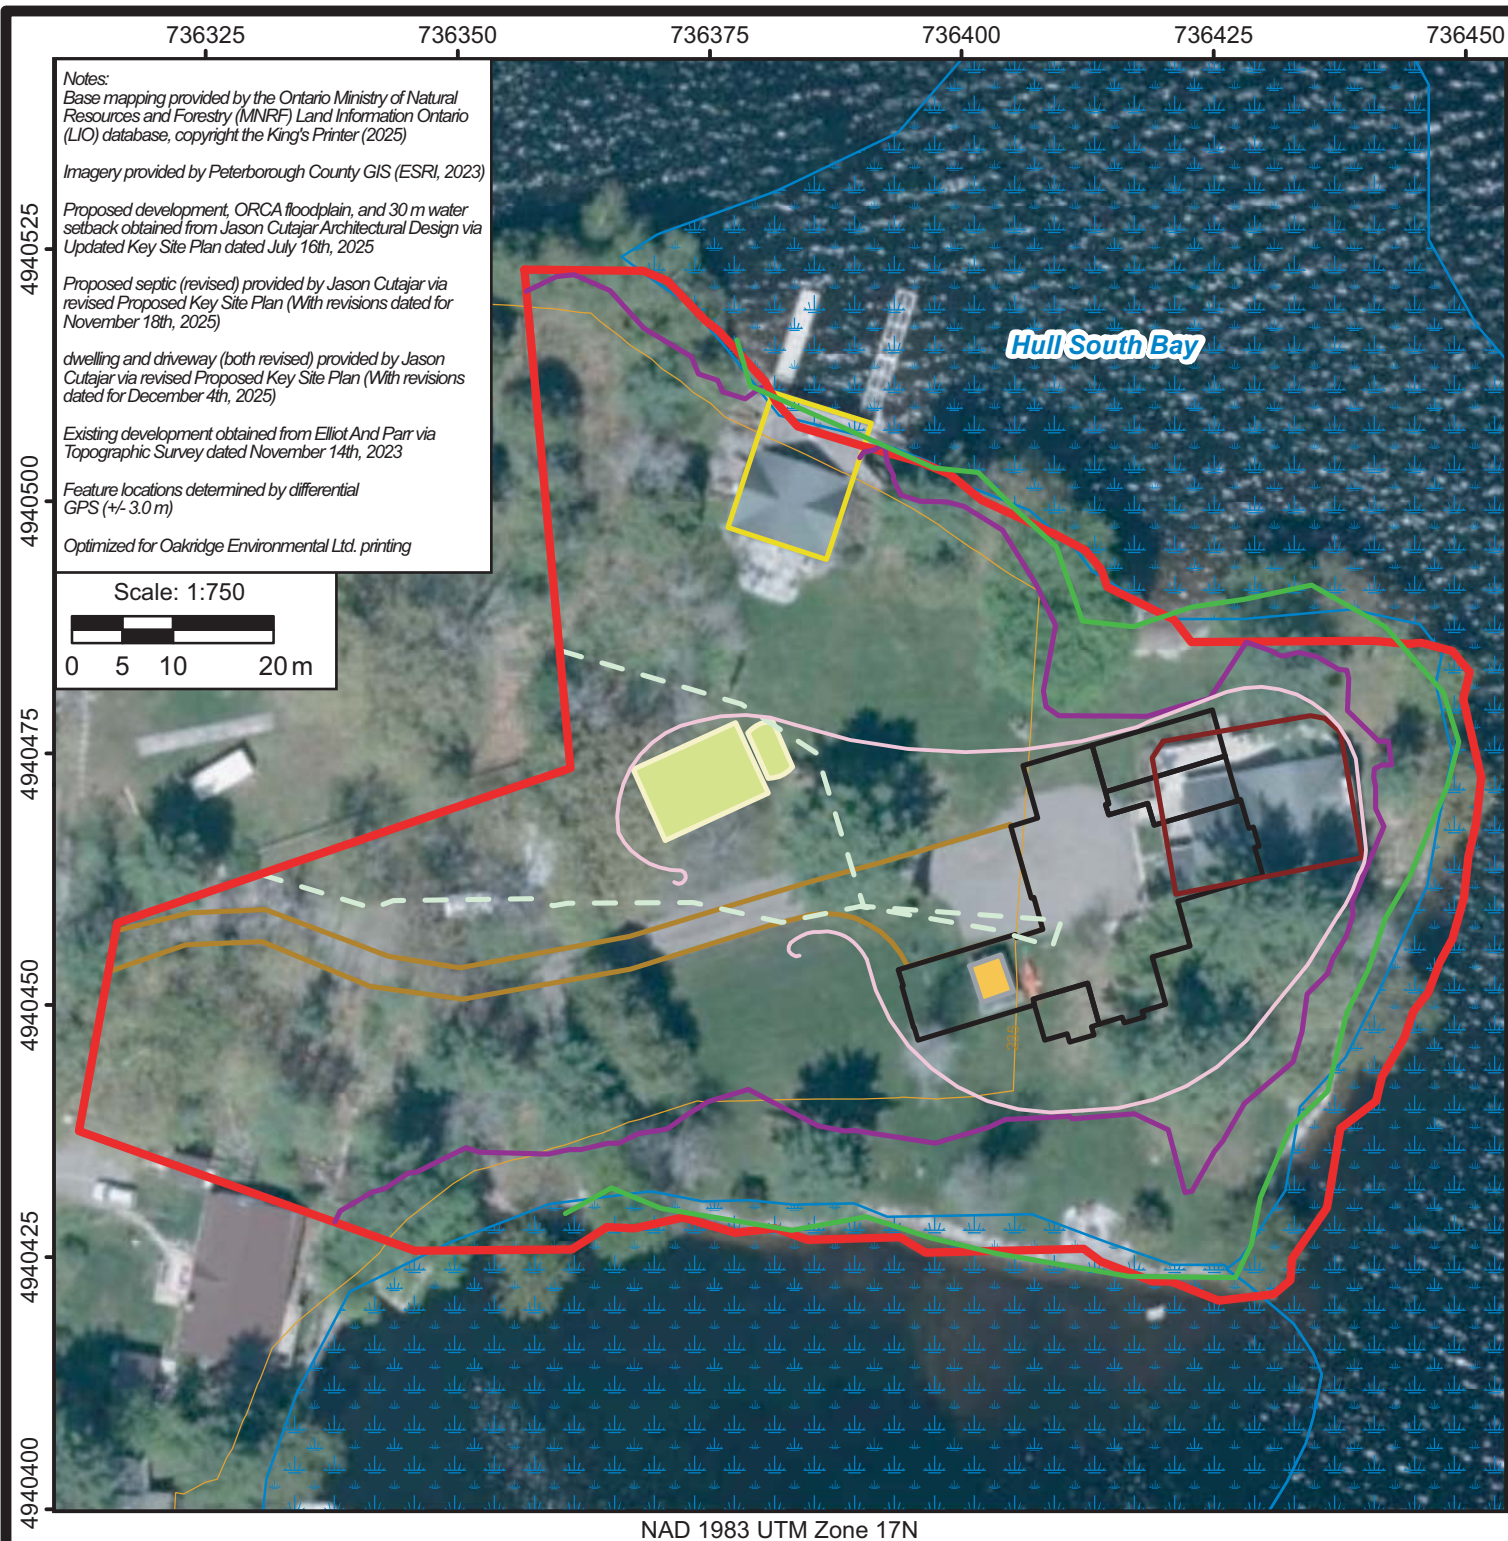 736325 736350 736375 736400 736425 736450
Notes:
Base mapping provided by the Ontario Ministry of Natural
Resources and Forestry (MNRF) Land Information Ontario
(LIO) database, copyright the King's Printer (2025)
Imagery provided by Peterborough County GIS (ESRI, 2023)
Proposed development, ORCA floodplain, and 30 m water
setback obtained from Jason Cutajar Architectural Design via
Updated Key Site Plan dated July 16th, 2025
Proposed septic (revised) provided by Jason Cutajar via
revised Proposed Key Site Plan (With revisions dated for
November 18th, 2025)
dwelling and driveway (both revised) provided by Jason
Cutajar via revised Proposed Key Site Plan (With revisions
dated for December 4th, 2025)
Existing development obtained from Elliot And Parr via
Topographic Survey dated November 14th, 2023
Feature locations determined by differential
GPS (+/- 3.0 m)
Optimized for Oakridge Environmental Ltd. printing
Scale: 1:750
0 5 10 20 m
Hull South Bay
4940525
4940500
4940475
4940450
4940425
4940400
NAD 1983 UTM Zone 17N